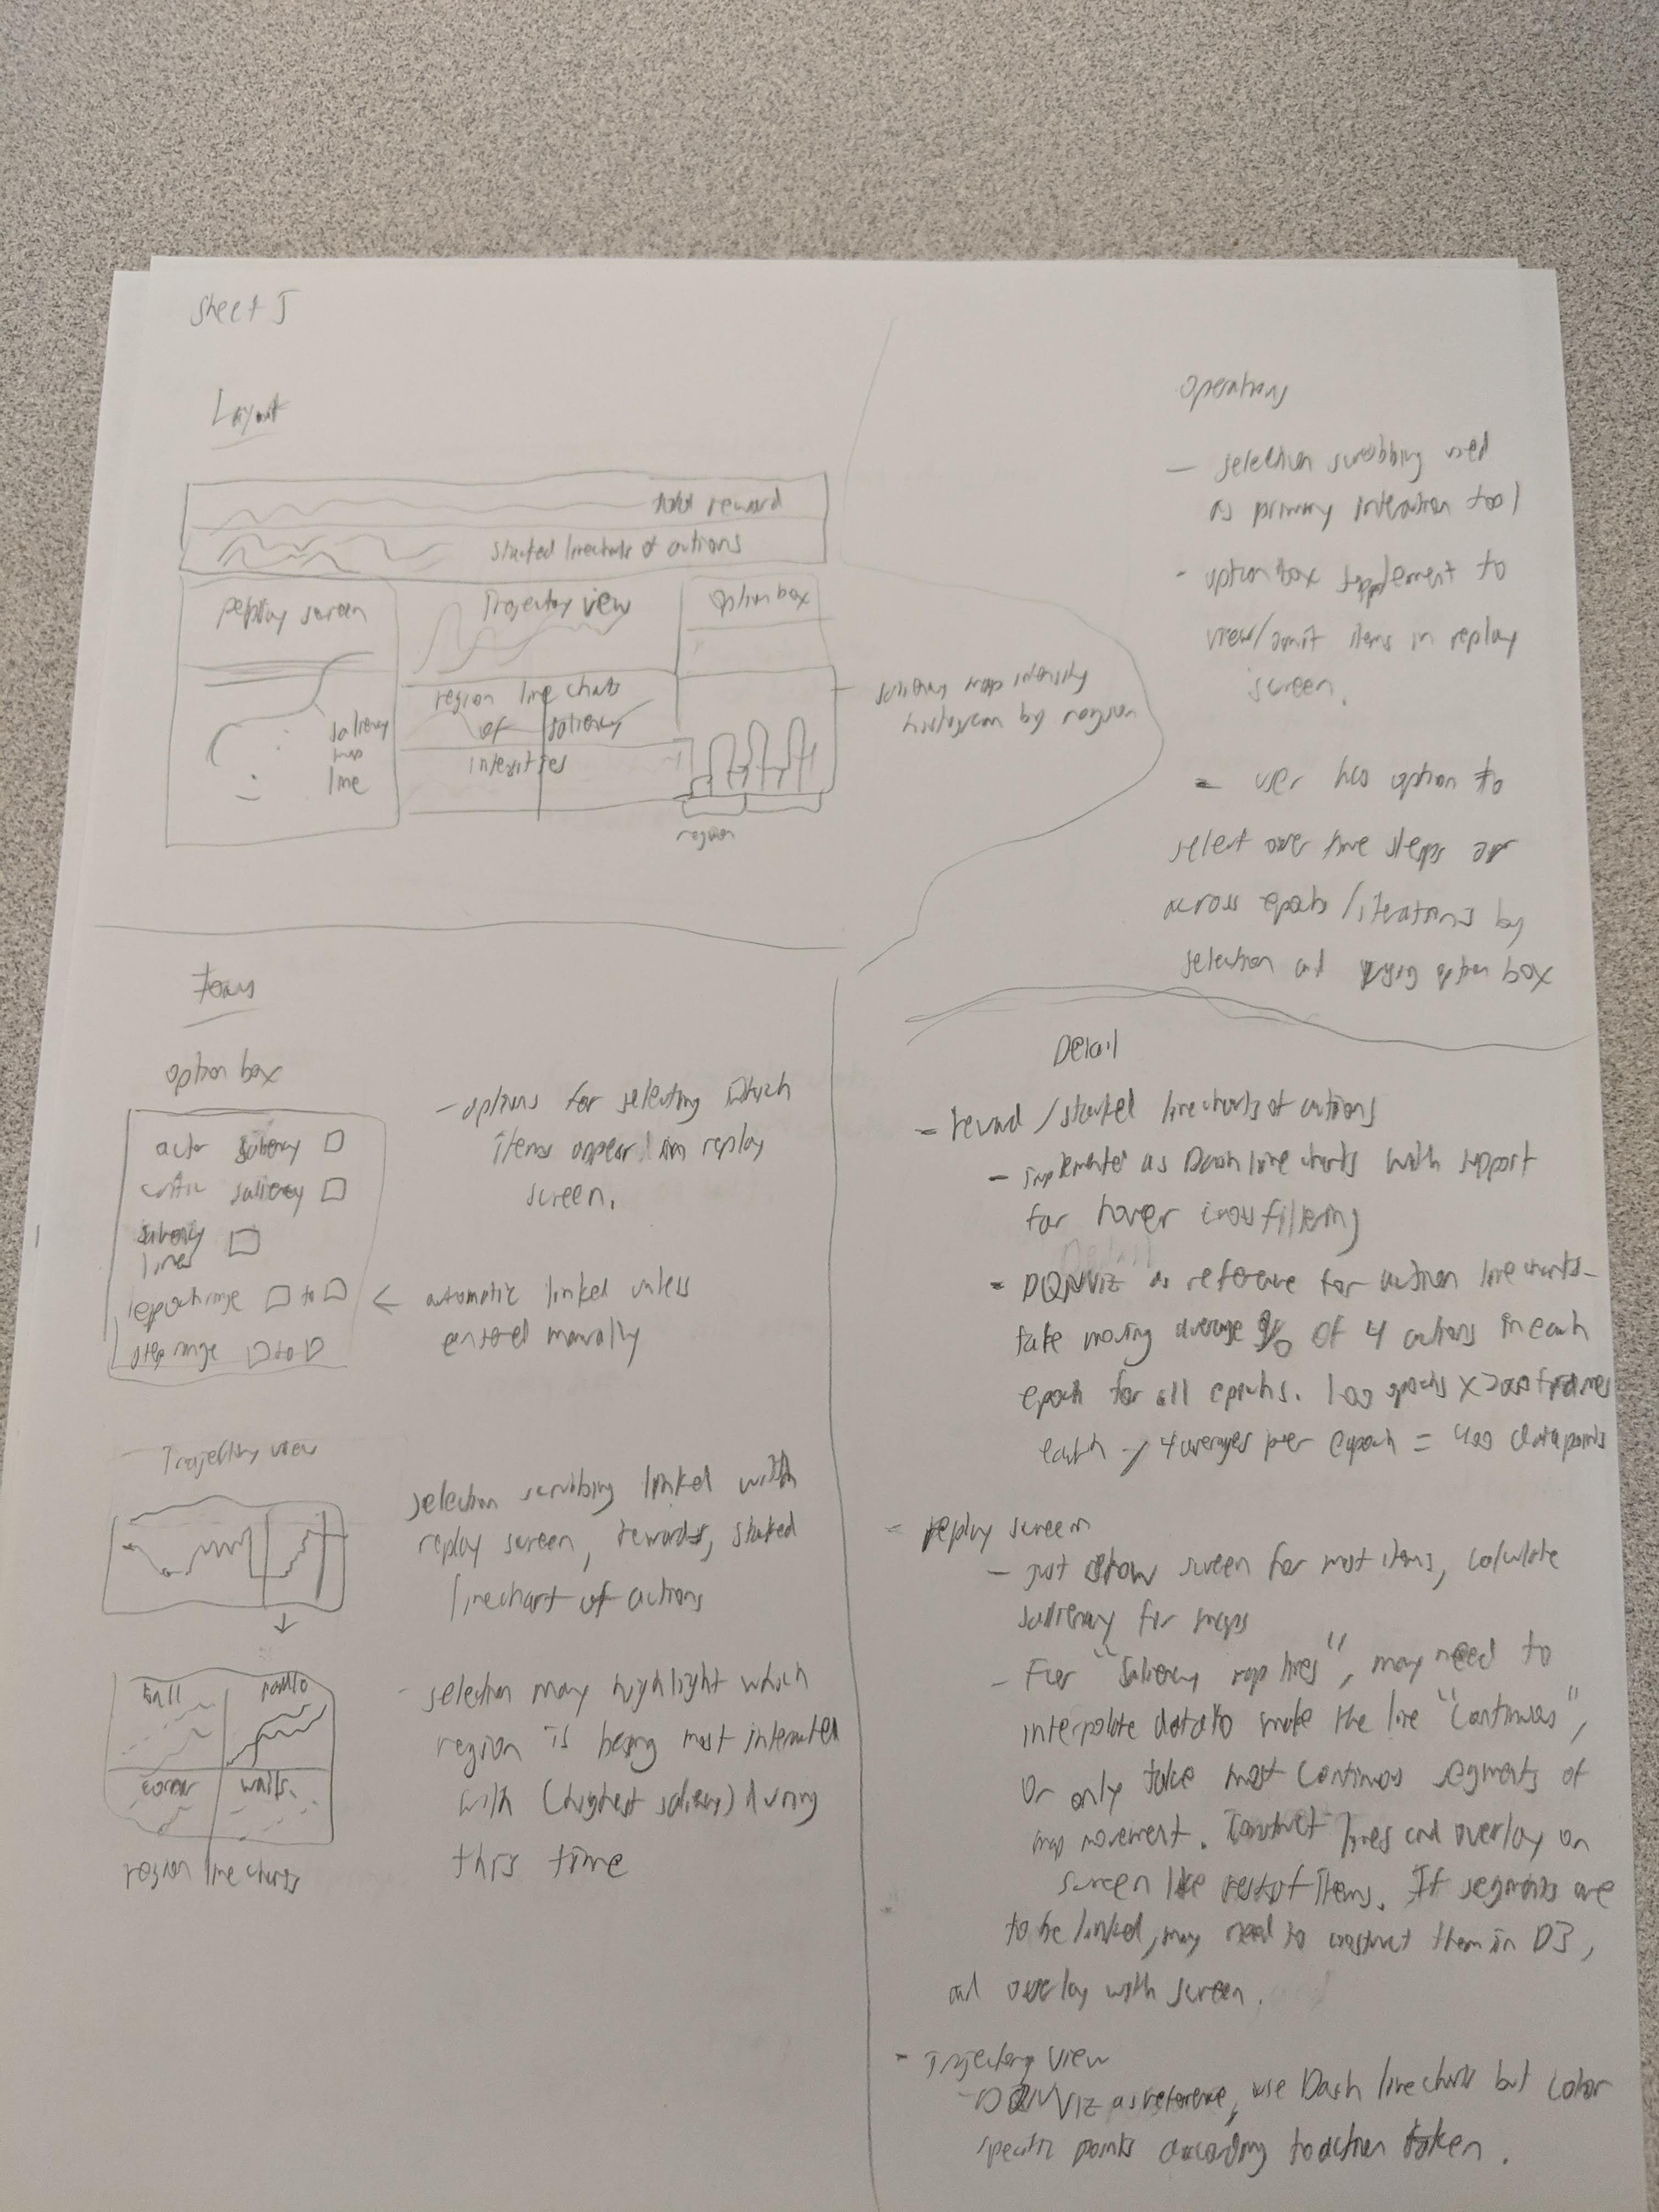 Sheet 5
Layout
total reward
stacked linecharts of actions
replay screen
Trajectory view
option box
saliency
map
line
region line charts
of saliency
intensities
saliency map intensity
histogram by region
region
Operations
- selection scrubbing used
as primary interaction tool
- option box supplement to
view/omit items in replay
screen.
- user has option to
select over time steps or
across epochs/iterations by
selection and using option box
Focus
option box
actor saliency
critic saliency
saliency
lines
epoch range to
step range to
- options for selecting which
items appear in replay
screen.
← automatic linked unless
entered manually
- Trajectory view
selection scrubbing linked with
replay screen, rewards, stacked
linechart of actions
ball paddle
corner walls
region line charts
- selection may highlight which
region is being most interacted
with (highest saliency) during
this time
Detail
- reward/stacked linecharts of actions
- implemented as Dash line charts with support
for hover crossfiltering
- DQNViz as reference for action line charts-
take moving average % of 4 actions in each
epoch for all epochs. 100 epochs x frames
each → 4 averages per epoch = 400 datapoints
- replay screen
- just show screen for most items, calculate
saliency for maps
- For "saliency map lines", may need to
interpolate data to make the line "continuous",
or only take most continuous segments of
map movement. Construct lines and overlay on
screen like rest of items. If segments are
to be linked, may need to construct them in D3,
and overlay with screen.
- Trajectory view
- DQNViz as reference, use Dash line charts but color
specific points according to action taken.